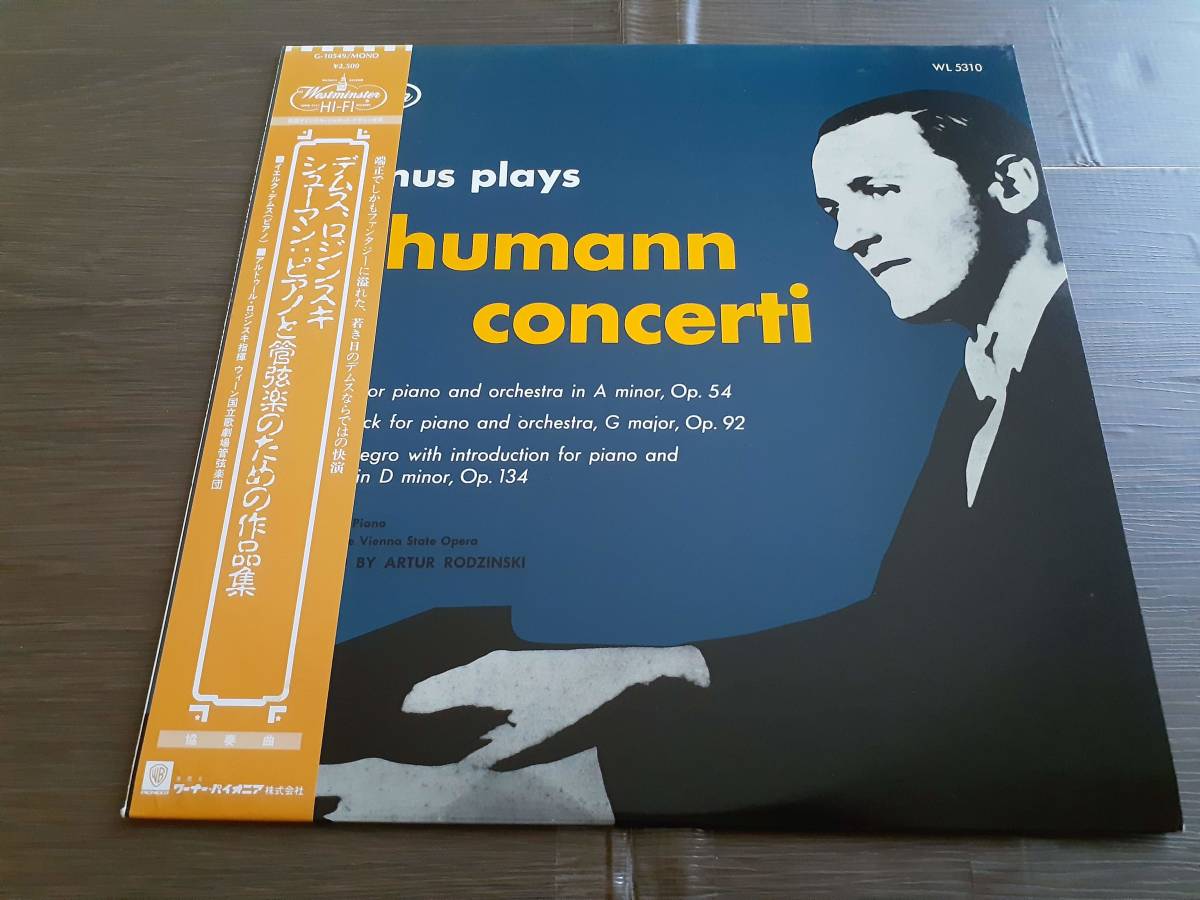 G-10549/MONO
¥2,500
Westminster
HI-FI
端正でしかもファンタジーに溢れた、若き日のデムスならではの快演
デムス、ロジンスキ
シューマン：ピアノと管弦楽のための作品集
■イエルク・デムス(ピアノ) ■アルトゥール・ロジンスキ指揮 ウィーン国立歌劇場管弦楽団
協奏曲
WB
PIONEER
発売元
ワーナー・パイオニア株式会社
WL 5310
nus plays
humann
concerti
or piano and orchestra in A minor, Op. 54
ck for piano and orchestra, G major, Op. 92
egro with introduction for piano and
in D minor, Op. 134
Piano
e Vienna State Opera
BY ARTUR RODZINSKI